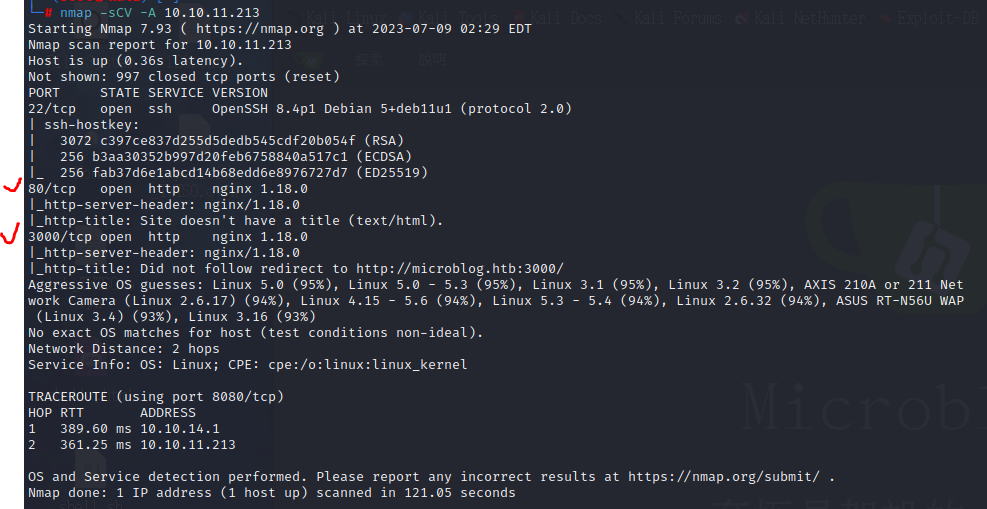 └─# nmap -sCV -A 10.10.11.213
Starting Nmap 7.93 ( https://nmap.org ) at 2023-07-09 02:29 EDT
Nmap scan report for 10.10.11.213
Host is up (0.36s latency).
Not shown: 997 closed tcp ports (reset)
PORT     STATE SERVICE VERSION
22/tcp   open  ssh     OpenSSH 8.4p1 Debian 5+deb11u1 (protocol 2.0)
| ssh-hostkey:
|   3072 c397ce837d255d5dedb545cdf20b054f (RSA)
|   256 b3aa30352b997d20feb6758840a517c1 (ECDSA)
|_  256 fab37d6e1abcd14b68edd6e8976727d7 (ED25519)
80/tcp   open  http    nginx 1.18.0
|_http-server-header: nginx/1.18.0
|_http-title: Site doesn't have a title (text/html).
3000/tcp open  http    nginx 1.18.0
|_http-server-header: nginx/1.18.0
|_http-title: Did not follow redirect to http://microblog.htb:3000/
Aggressive OS guesses: Linux 5.0 (95%), Linux 5.0 - 5.3 (95%), Linux 3.1 (95%), Linux 3.2 (95%), AXIS 210A or 211 Net
work Camera (Linux 2.6.17) (94%), Linux 4.15 - 5.6 (94%), Linux 5.3 - 5.4 (94%), Linux 2.6.32 (94%), ASUS RT-N56U WAP
(Linux 3.4) (93%), Linux 3.16 (93%)
No exact OS matches for host (test conditions non-ideal).
Network Distance: 2 hops
Service Info: OS: Linux; CPE: cpe:/o:linux:linux_kernel
TRACEROUTE (using port 8080/tcp)
HOP RTT       ADDRESS
1   389.60 ms 10.10.14.1
2   361.25 ms 10.10.11.213
OS and Service detection performed. Please report any incorrect results at https://nmap.org/submit/ .
Nmap done: 1 IP address (1 host up) scanned in 121.05 seconds
Kali Docs
Kali Forums
Kali NetHunter
Exploit-DB
Microbl